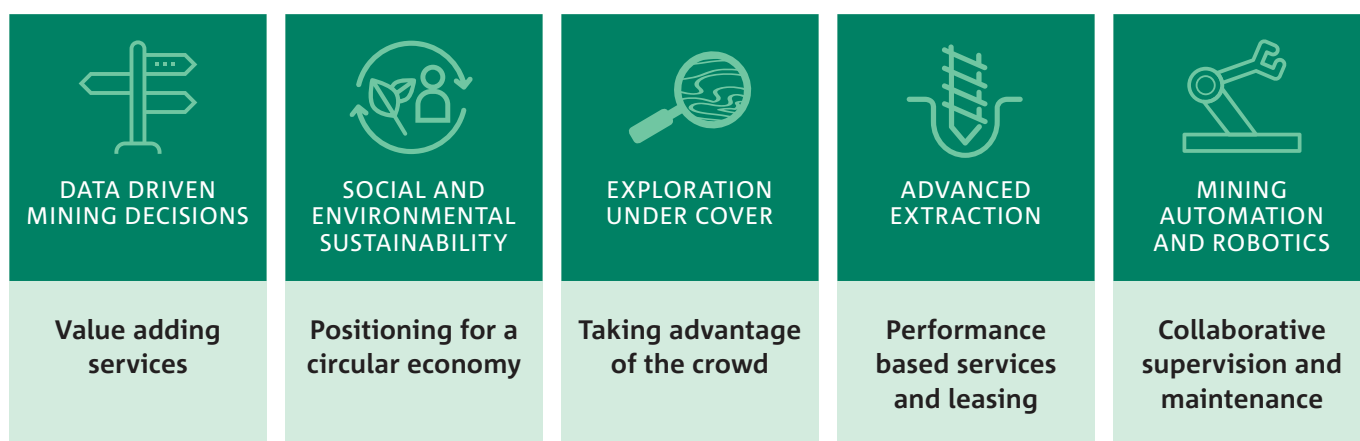 DATA DRIVEN
MINING DECISIONS
Value adding
services
SOCIAL AND
ENVIRONMENTAL
SUSTAINABILITY
Positioning for a
circular economy
EXPLORATION
UNDER COVER
Taking advantage
of the crowd
ADVANCED
EXTRACTION
Performance
based services
and leasing
MINING
AUTOMATION
AND ROBOTICS
Collaborative
supervision and
maintenance